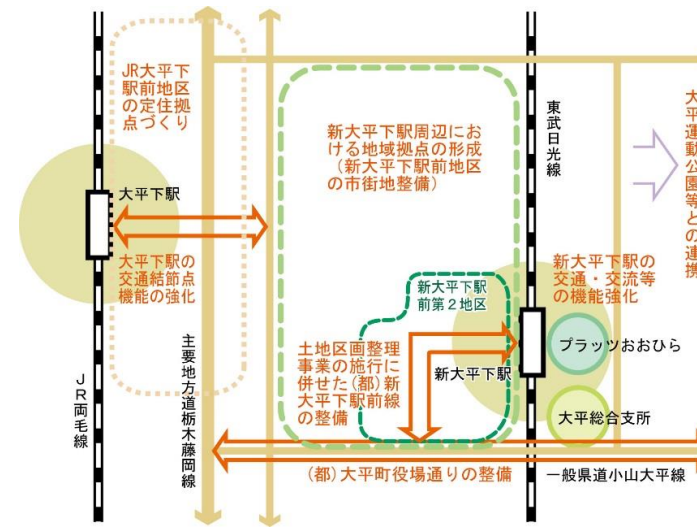 JR大平下
駅前地区
の定住拠
点づくり
大平下駅
大平下駅の
交通結節点
機能の強化
JR両毛線
主要地方道栃木藤岡線
新大平下駅周辺にお
ける地域拠点の形成
（新大平下駅前地区
の市街地整備）
東武日光線
大平運動公園等との連携
新大平下駅の
交通・交流等
の機能強化
新大平下駅
前第2地区
土地区画整理
事業の施行に
併せた(都)新
大平下駅前線
の整備
新大平下駅
プラッツおおひら
大平総合支所
(都)大平町役場通りの整備
一般県道小山大平線